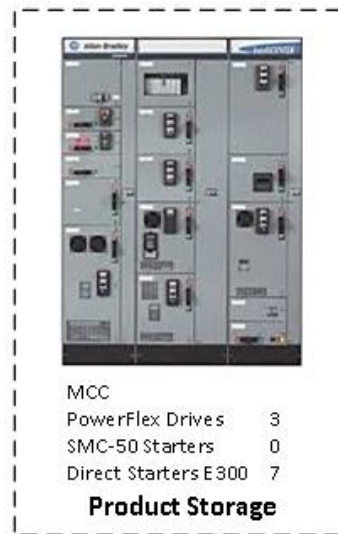 Allen-Bradley
MCC
PowerFlex Drives 3
SMC-50 Starters 0
Direct Starters E300 7
Product Storage